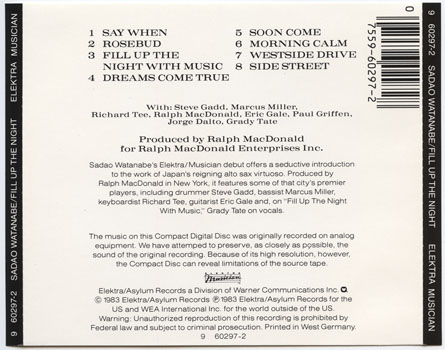 1 SAY WHEN
2 ROSEBUD
3 FILL UP THE
NIGHT WITH MUSIC
4 DREAMS COME TRUE
5 SOON COME
6 MORNING CALM
7 WESTSIDE DRIVE
8 SIDE STREET
With: Steve Gadd, Marcus Miller,
Richard Tee, Ralph MacDonald, Eric Gale, Paul Griffen,
Jorge Dalto, Grady Tate
Produced by Ralph MacDonald
for Ralph MacDonald Enterprises Inc.
Sadao Watanabe's Elektra/Musician debut offers a seductive introduction
to the work of Japan's reigning alto sax virtuoso. Produced by
Ralph MacDonald in New York, it features some of that city's premier
players, including drummer Steve Gadd, bassist Marcus Miller,
keyboardist Richard Tee, guitarist Eric Gale and, on "Fill Up The Night
With Music," Grady Tate on vocals.
The music on this Compact Digital Disc was originally recorded on analog
equipment. We have attempted to preserve, as closely as possible, the
sound of the original recording. Because of its high resolution, however,
the Compact Disc can reveal limitations of the source tape.
Musician
Elektra/Asylum Records a Division of Warner Communications Inc.
© 1983 Elektra/Asylum Records ℗ 1983 Elektra/Asylum Records for the
US and WEA International Inc. for the world outside of the US.
Warning: Unauthorized reproduction of this recording is prohibited by
Federal law and subject to criminal prosecution. Printed in West Germany.
9 60297-2
0
7559-60297-2
9 60297-2 SADAO WATANABE/FILL UP THE NIGHT ELEKTRA MUSICIAN
9 60297-2 SADAO WATANABE/FILL UP THE NIGHT ELEKTRA MUSICIAN